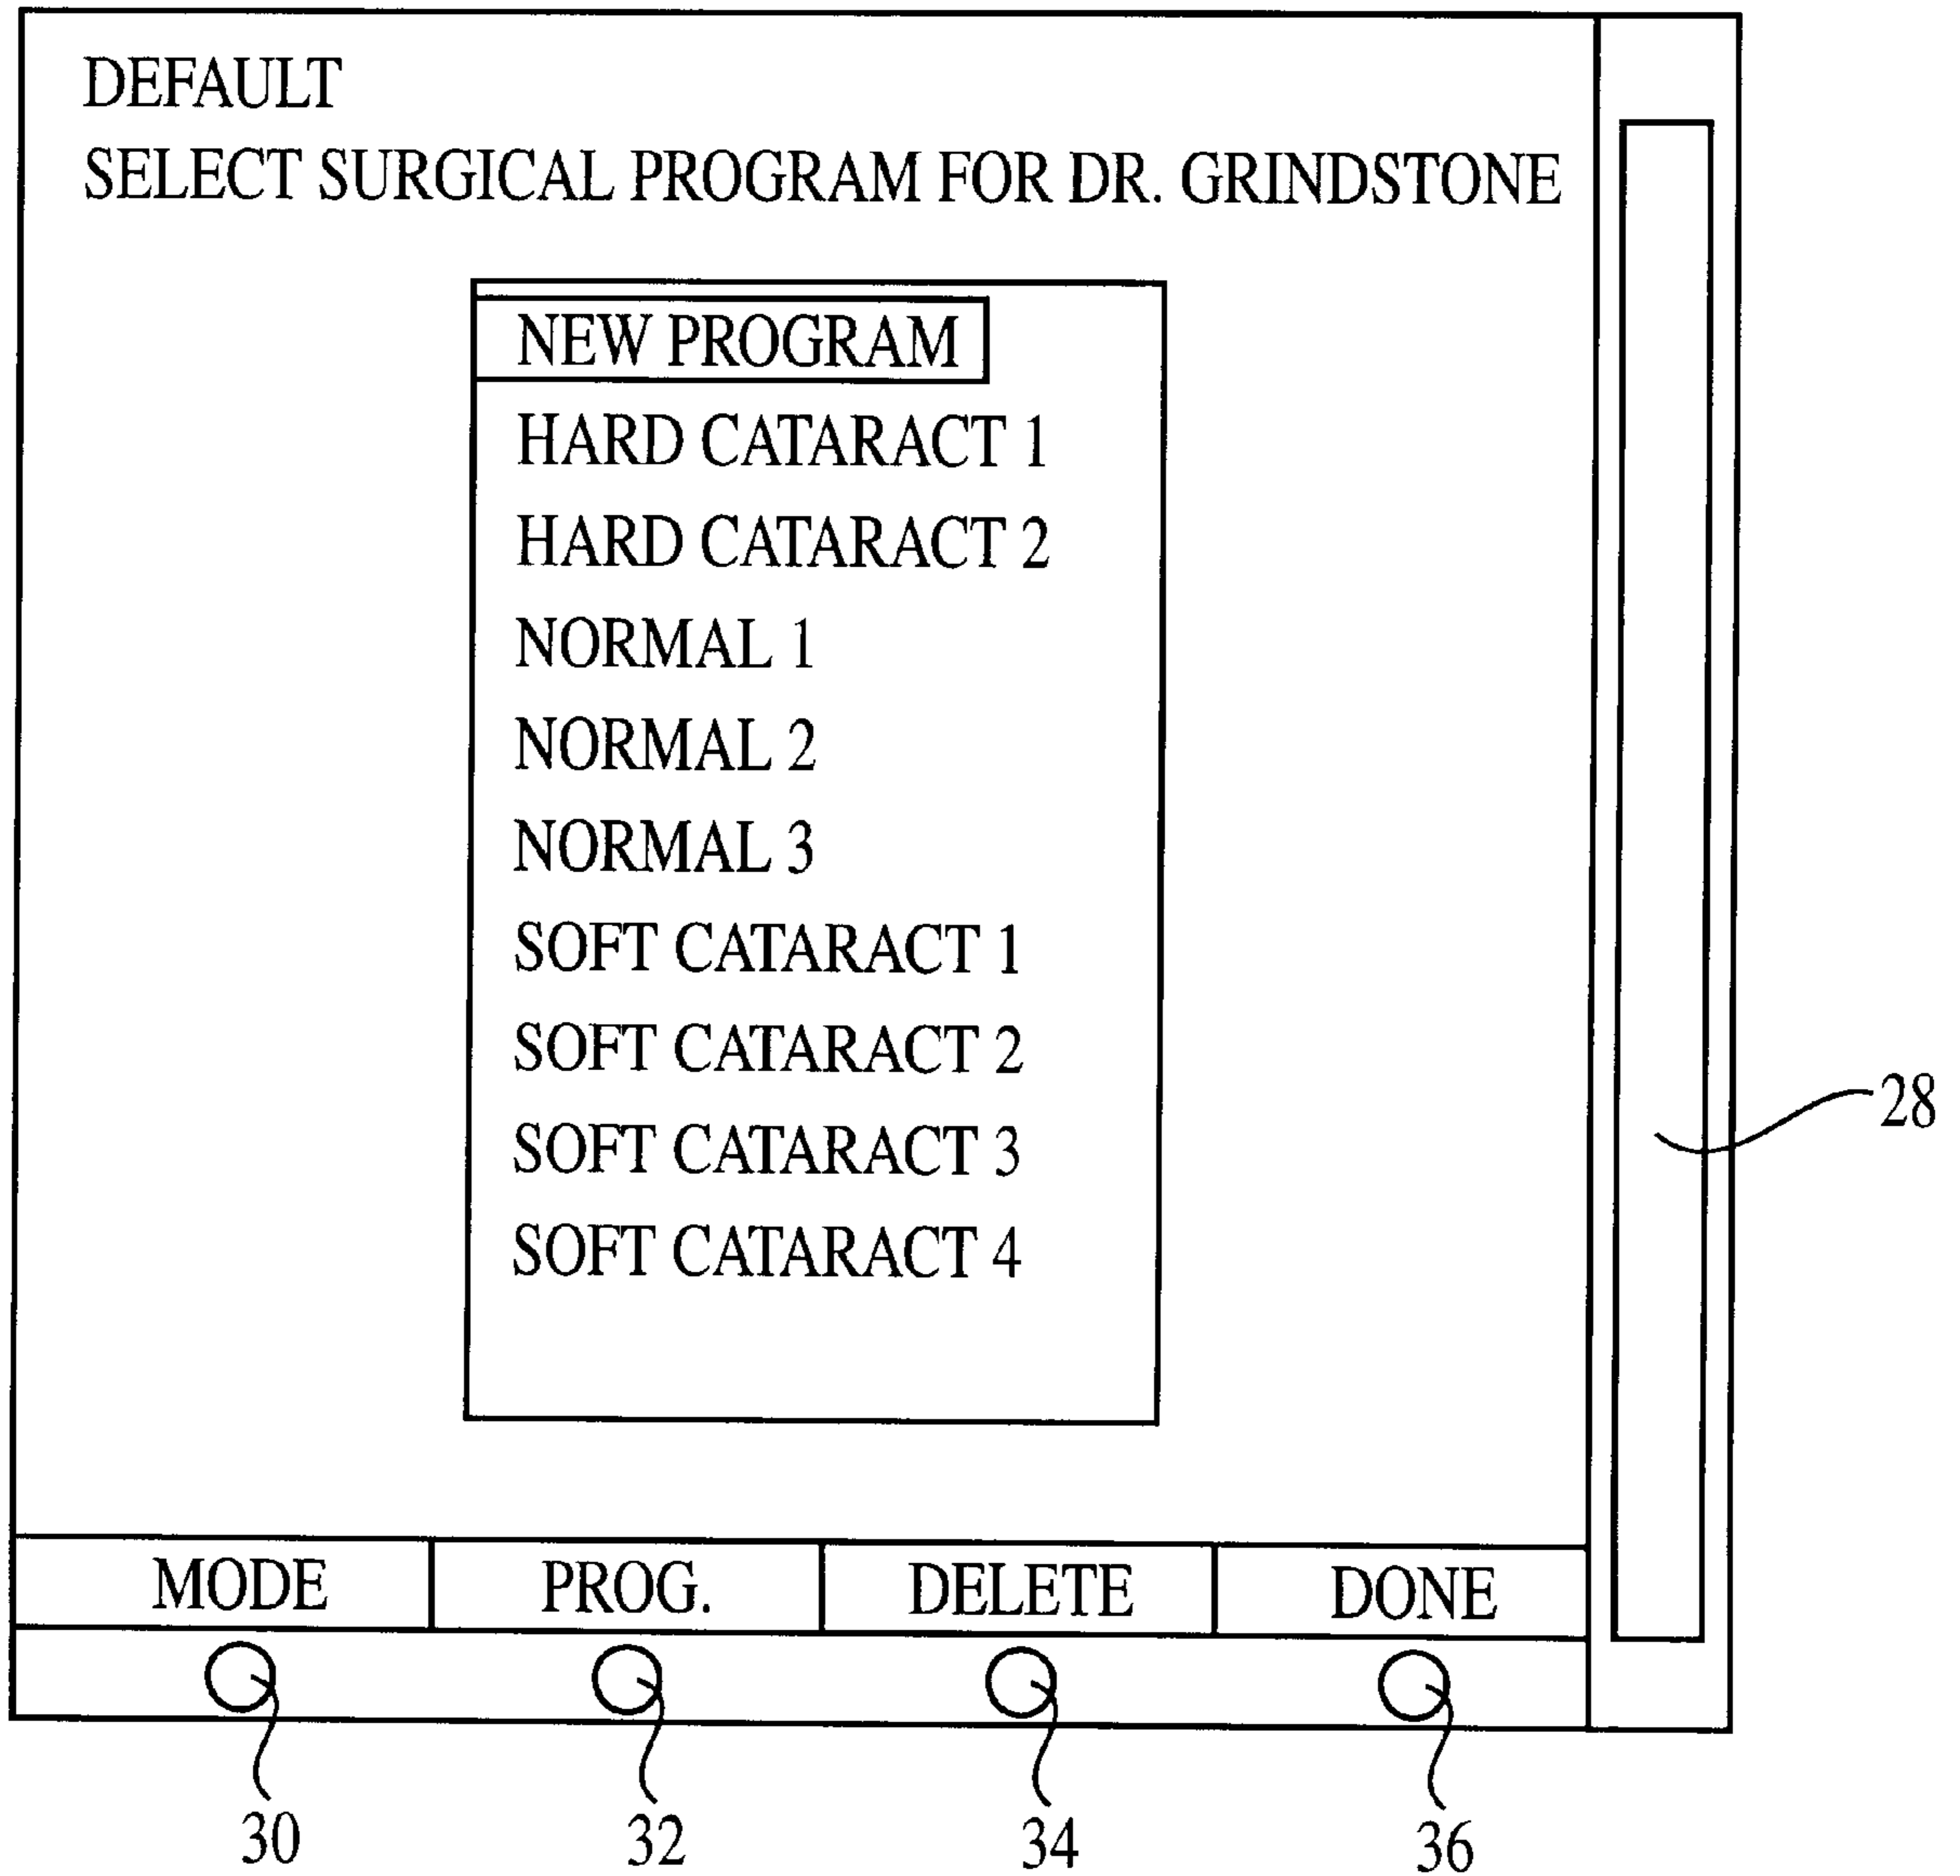 DEFAULT
SELECT SURGICAL PROGRAM FOR DR. GRINDSTONE
NEW PROGRAM
HARD CATARACT 1
HARD CATARACT 2
NORMAL 1
NORMAL 2
NORMAL 3
SOFT CATARACT 1
SOFT CATARACT 2
SOFT CATARACT 3
SOFT CATARACT 4
28
MODE PROG. DELETE DONE
30 32 34 36